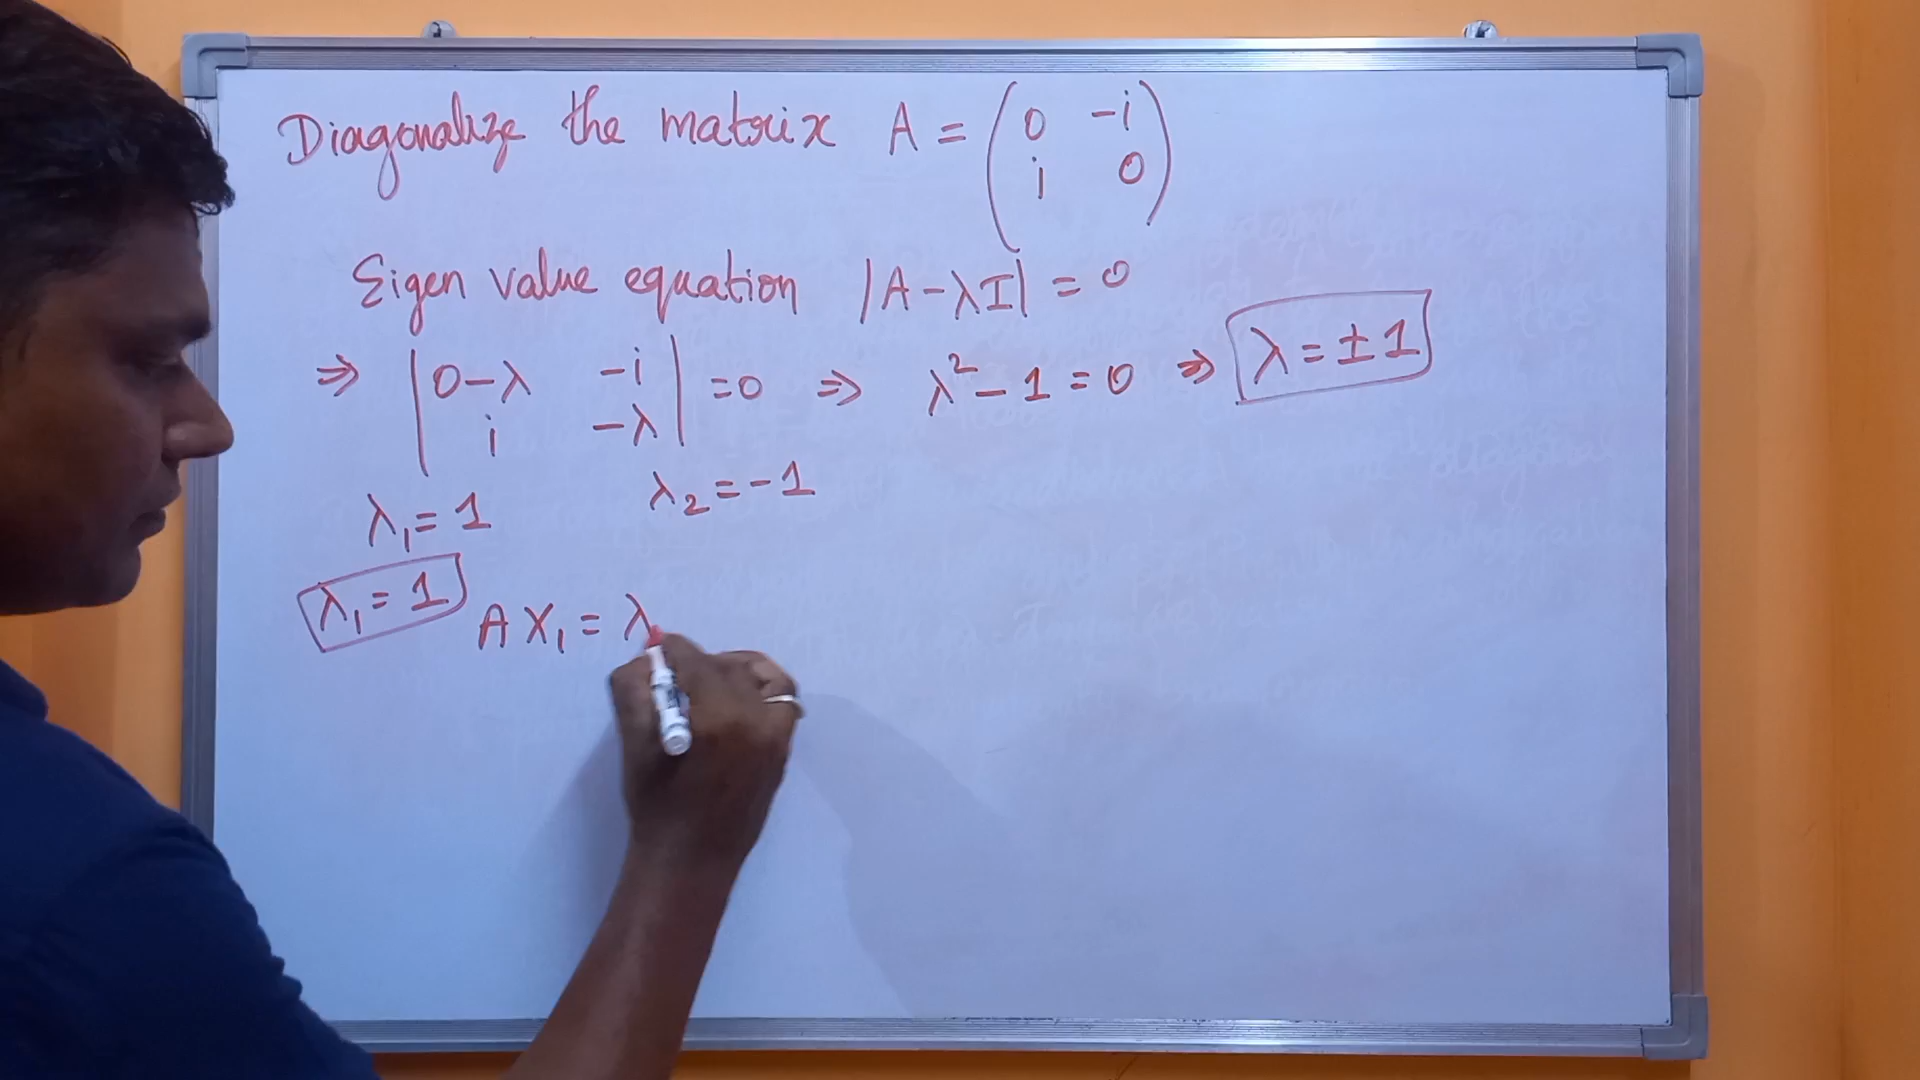 Diagonalize the matrix A = (0 -i
i 0)
Eigen value equation |A-λI| = 0
⇒ |0-λ -i
i -λ| = 0 ⇒ λ²-1 = 0 ⇒ λ = ±1
λ₁ = 1 λ₂ = -1
λ₁ = 1 A X₁ = λ